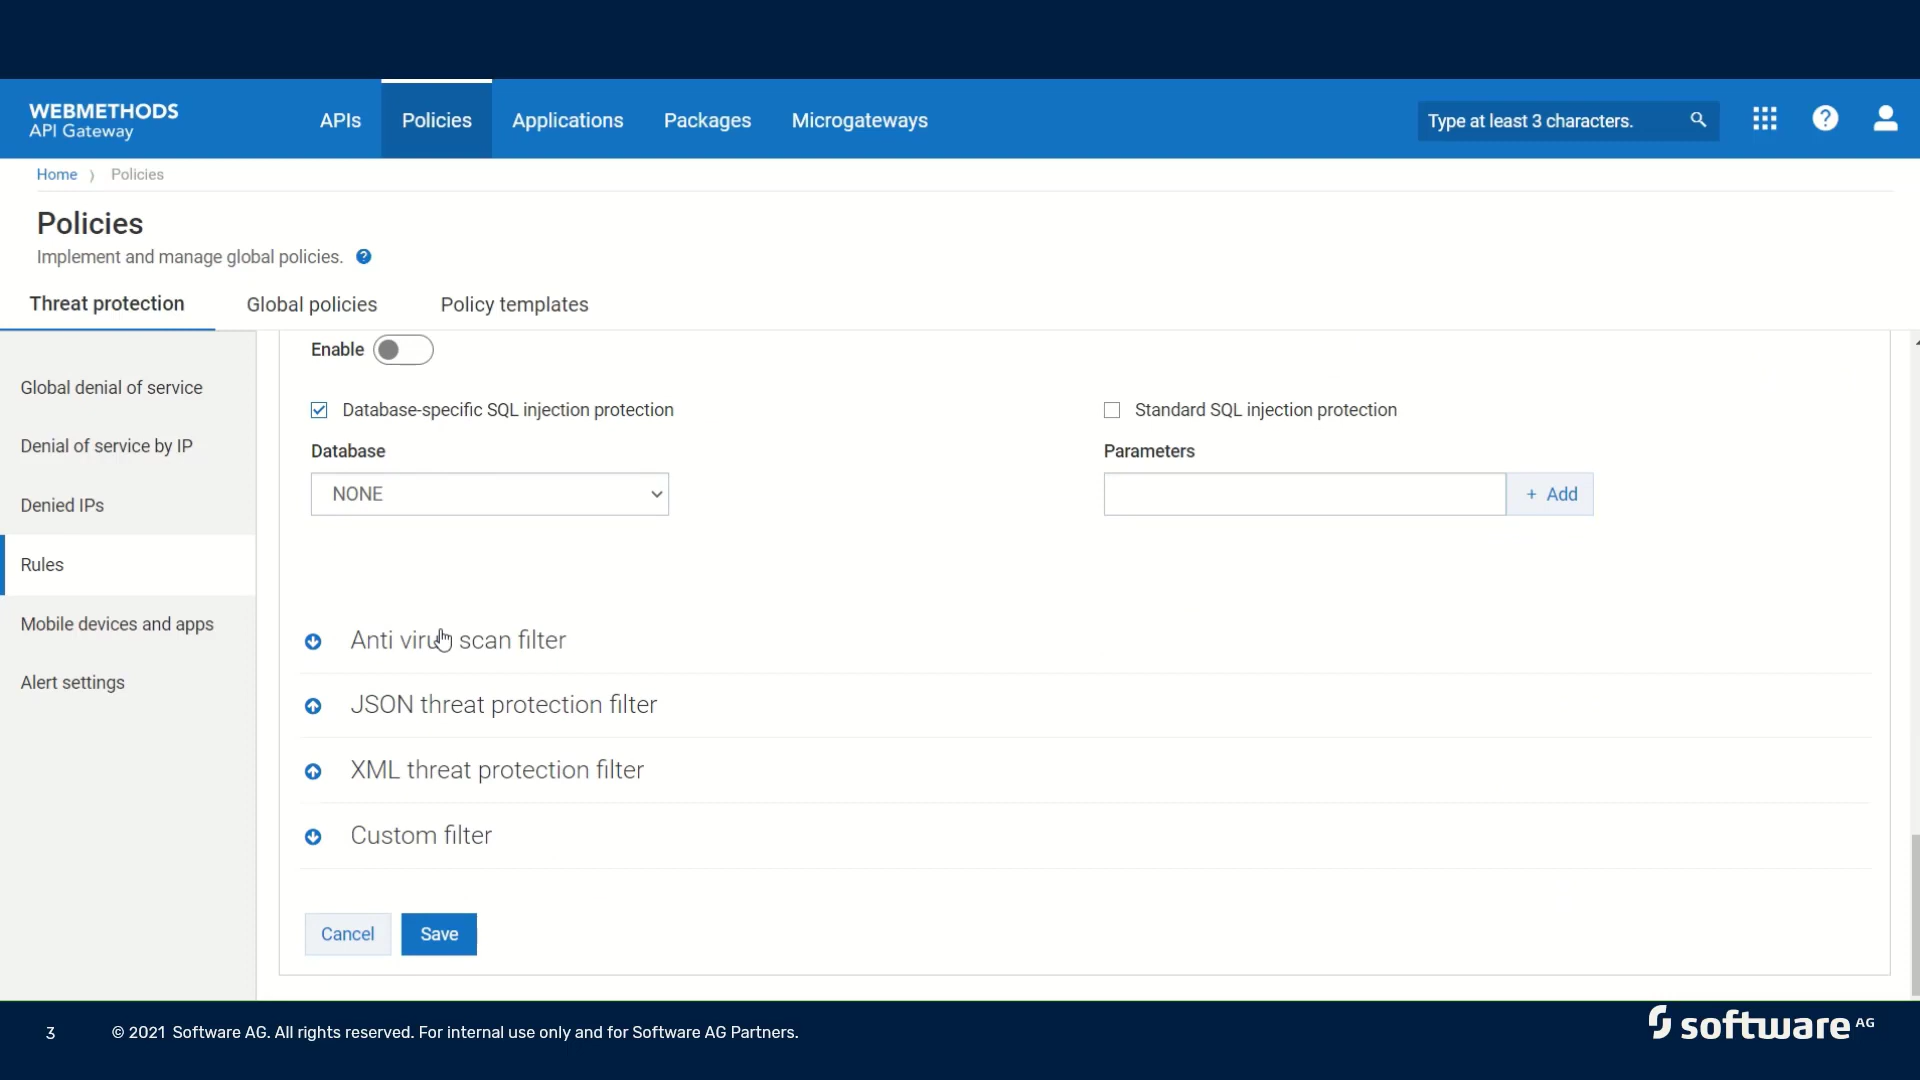 WEBMETHODS
API Gateway
APIs
Policies
Applications
Packages
Microgateways
Type at least 3 characters.
Home
Policies
Policies
Implement and manage global policies.
Threat protection
Global policies
Policy templates
Global denial of service
Denial of service by IP
Denied IPs
Rules
Mobile devices and apps
Alert settings
Enable
Database-specific SQL injection protection
Standard SQL injection protection
Database
Parameters
NONE
+ Add
Anti virus scan filter
JSON threat protection filter
XML threat protection filter
Custom filter
Cancel
Save
3
© 2021 Software AG. All rights reserved. For internal use only and for Software AG Partners.
software AG